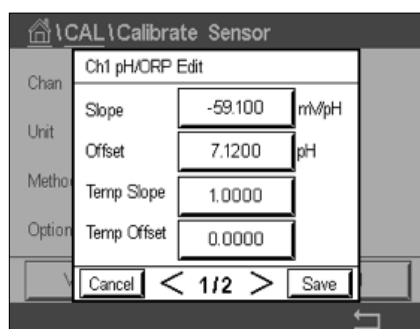 \CAL\Calibrate Sensor
Ch1 pH/ORP Edit
Chan
Slope -59.100 mV/pH
Unit
Offset 7.1200 pH
Metho
Temp Slope 1.0000
Option
Temp Offset 0.0000
Cancel < 1/2 > Save